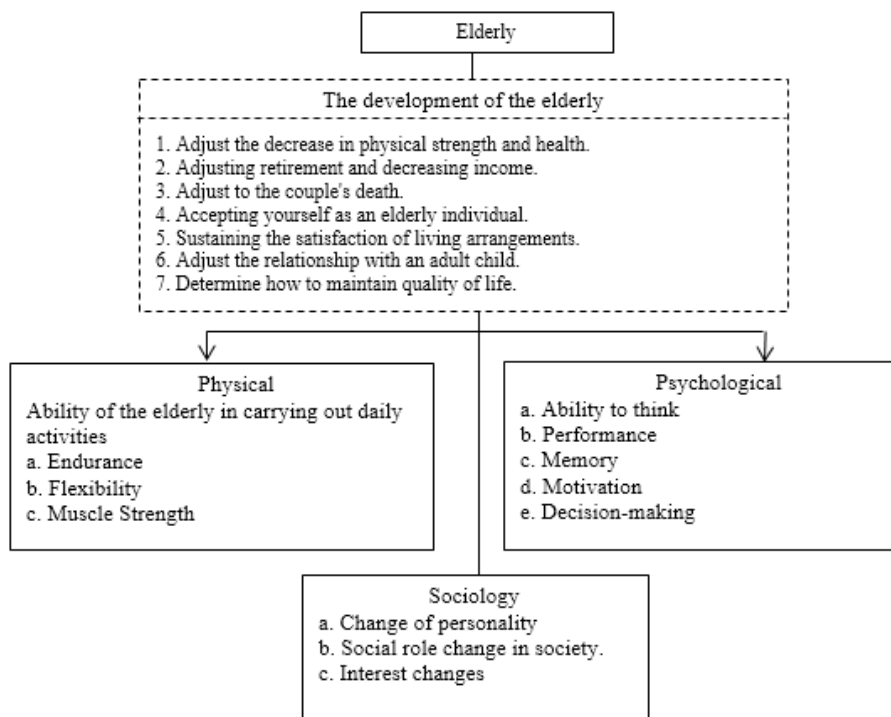 Elderly
The development of the elderly
1. Adjust the decrease in physical strength and health.
2. Adjusting retirement and decreasing income.
3. Adjust to the couple's death.
4. Accepting yourself as an elderly individual.
5. Sustaining the satisfaction of living arrangements.
6. Adjust the relationship with an adult child.
7. Determine how to maintain quality of life.
Physical
Ability of the elderly in carrying out daily
activities
a. Endurance
b. Flexibility
c. Muscle Strength
Psychological
a. Ability to think
b. Performance
c. Memory
d. Motivation
e. Decision-making
Sociology
a. Change of personality
b. Social role change in society.
c. Interest changes